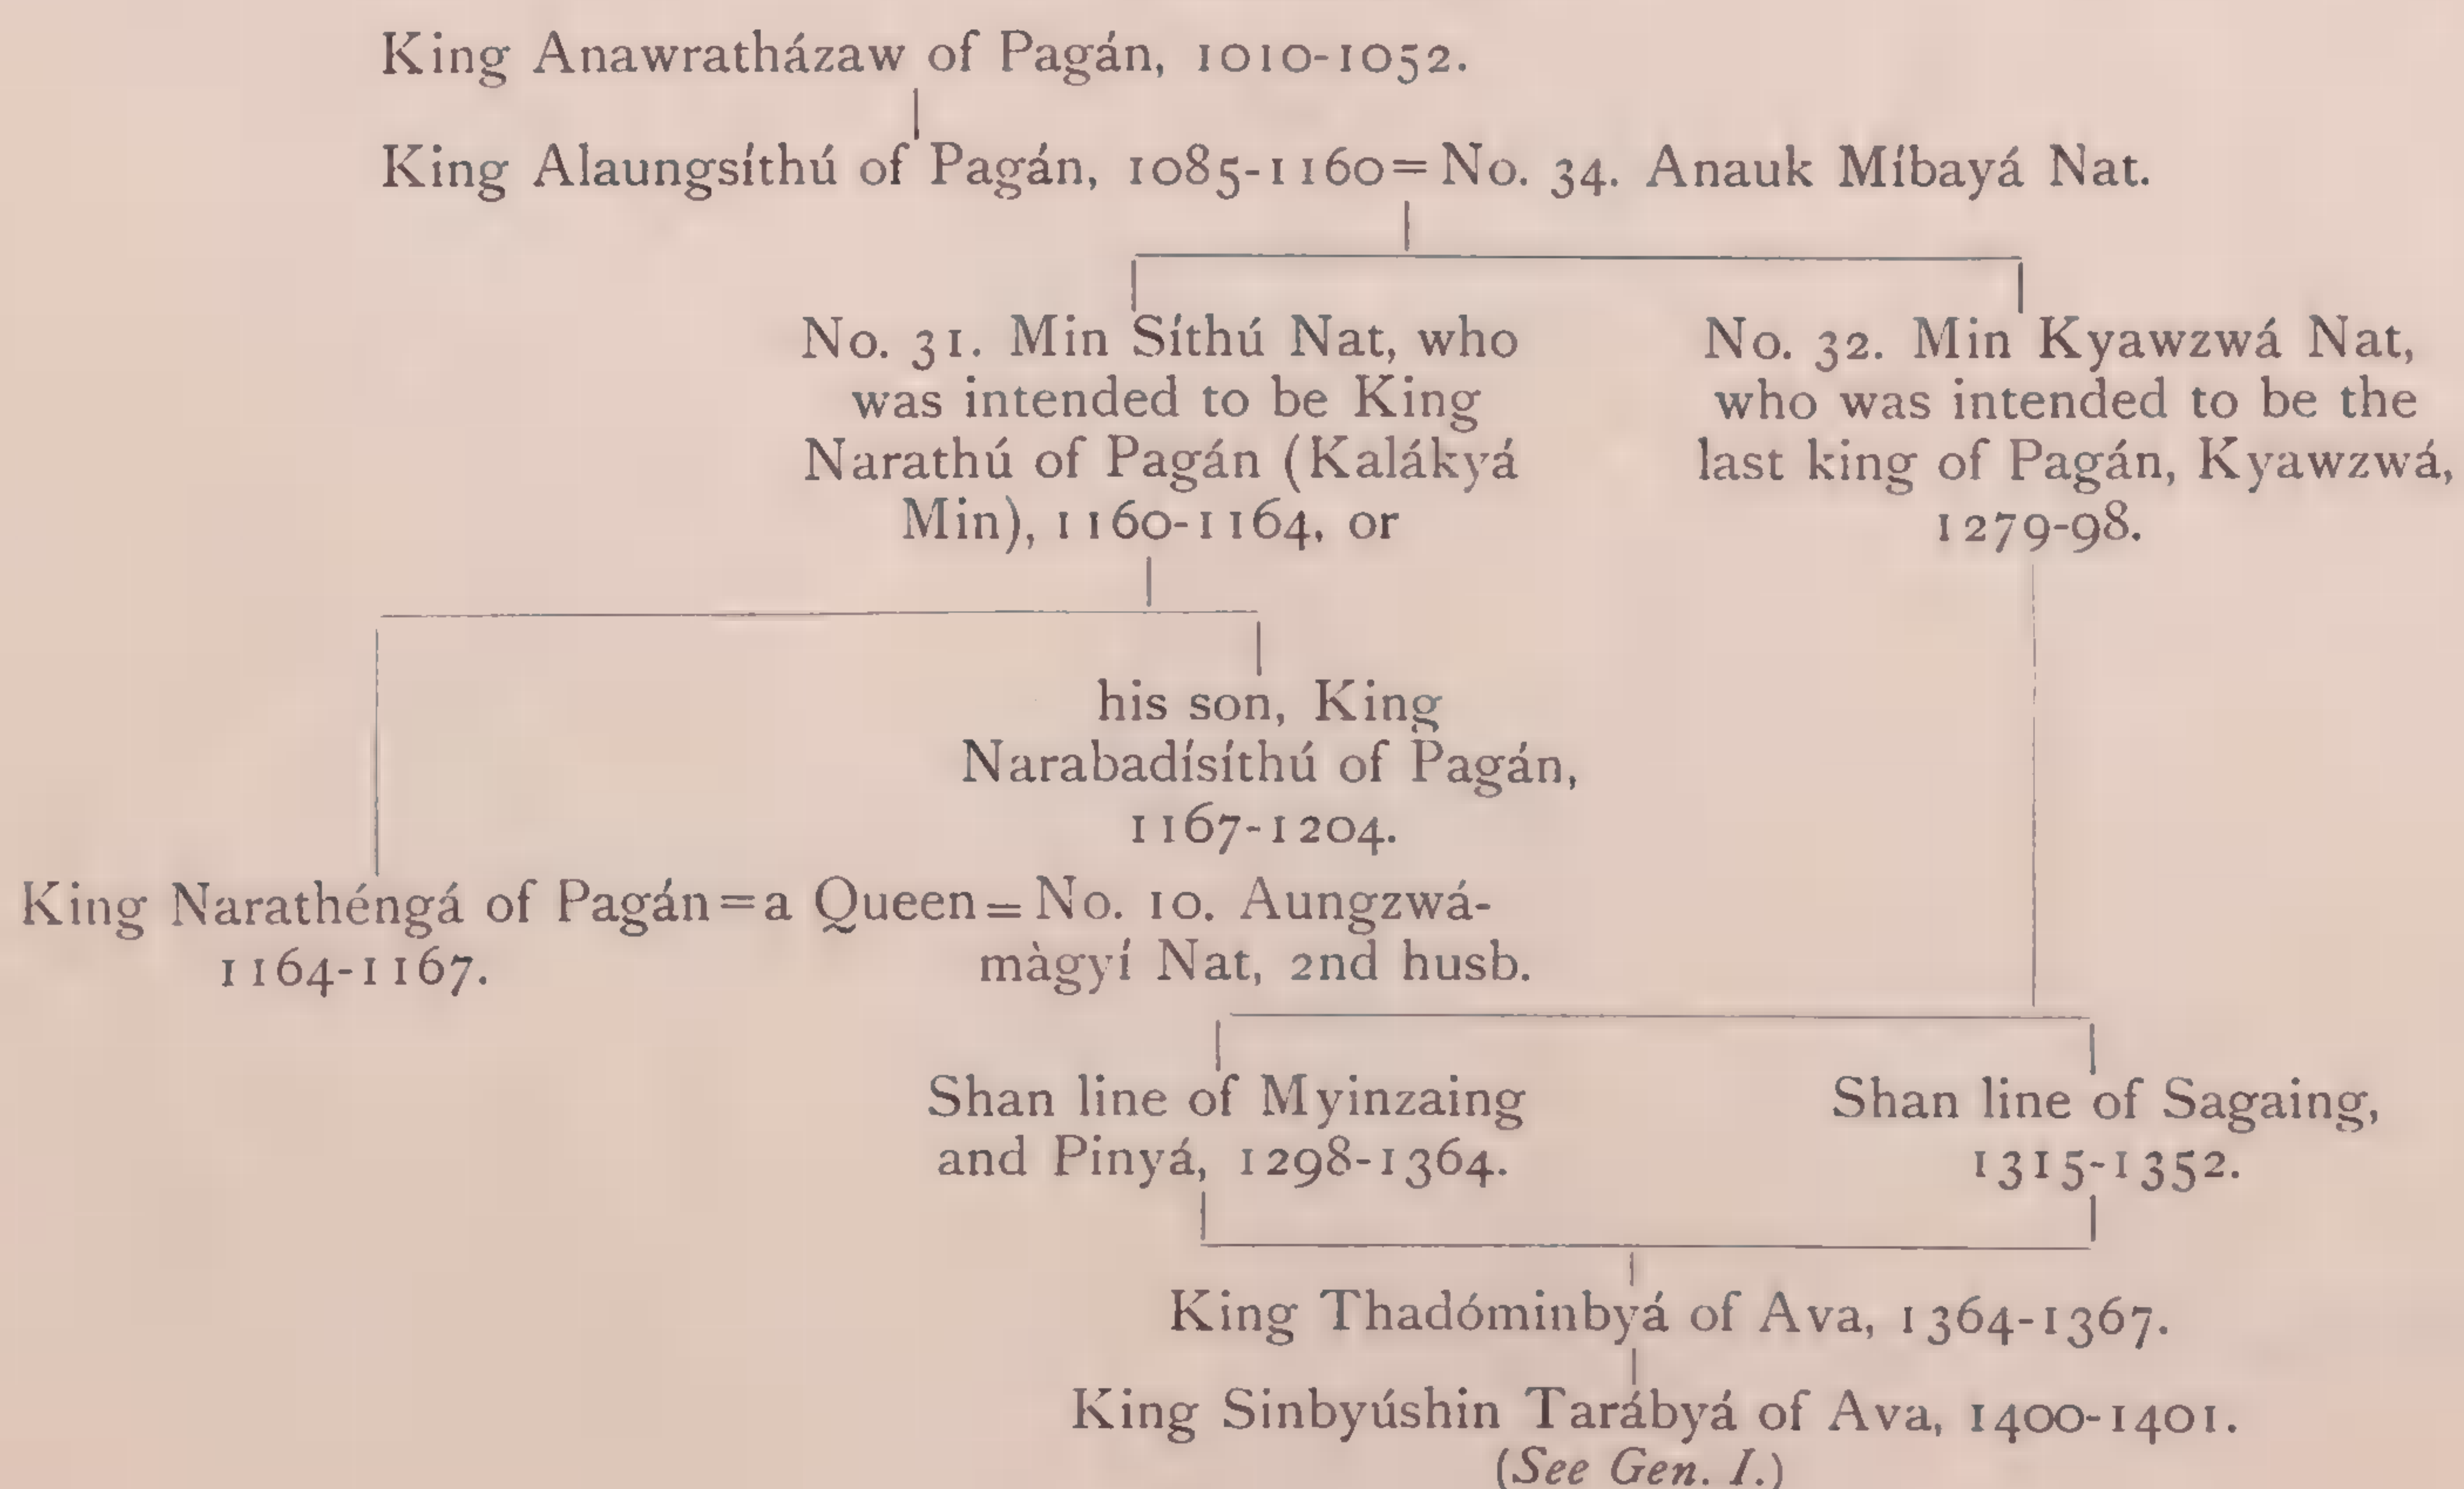 King Anawratházaw of Pagán, 1010-1052.
King Alaungsíthú of Pagán, 1085-1160=No. 34. Anauk Míbayá Nat.
No. 31. Min Síthú Nat, who
was intended to be King
Narathú of Pagán (Kalákyá
Min), 1160-1164, or
No. 32. Min Kyawzwá Nat,
who was intended to be the
last king of Pagán, Kyawzwá,
1279-98.
his son, King
Narabadísíthú of Pagán,
1167-1204.
King Narathéngá of Pagán=a Queen=No. 10. Aungzwá-
1164-1167.
màgyí Nat, 2nd husb.
Shan line of Myinzaing
and Pinyá, 1298-1364.
Shan line of Sagaing,
1315-1352.
King Thadóminbyá of Ava, 1364-1367.
King Sinbyúshin Tarábyá of Ava, 1400-1401.
(See Gen. I.)